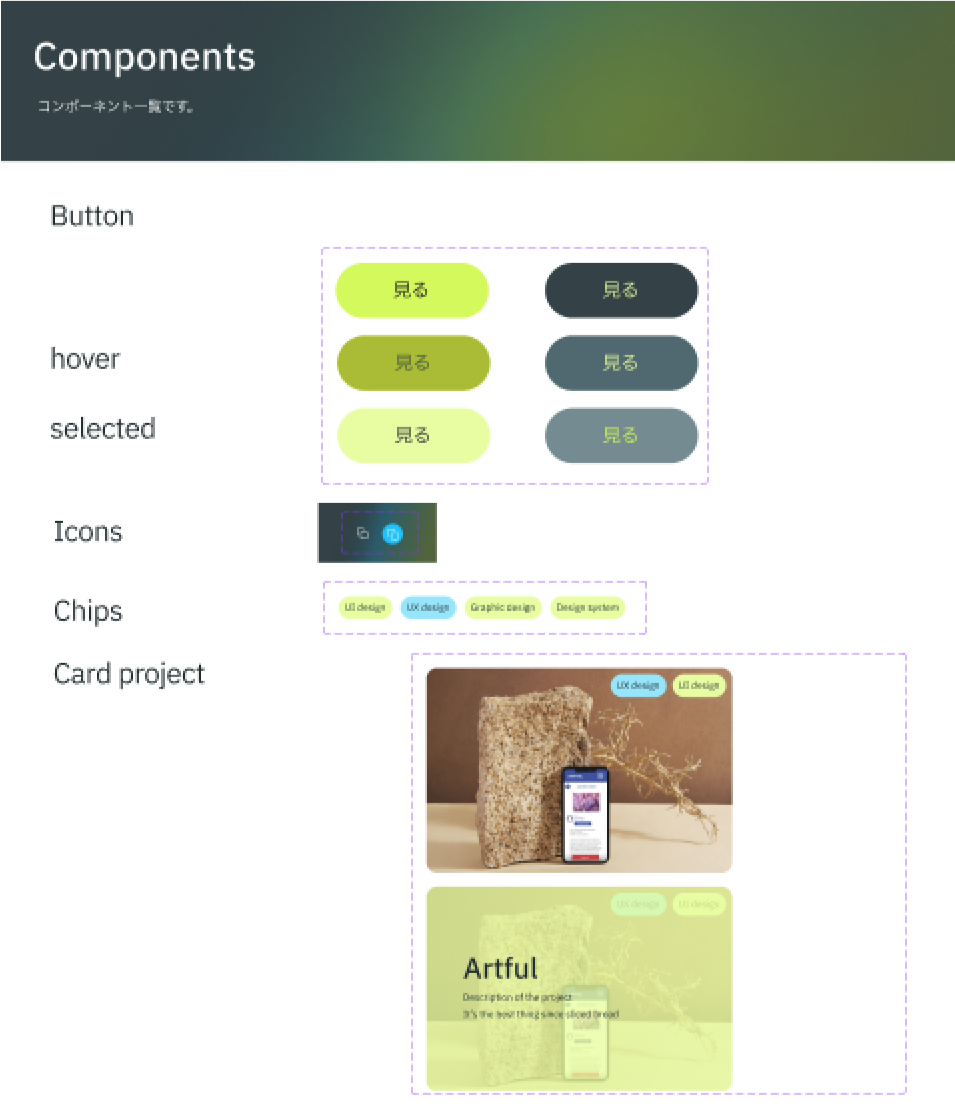 Components
コンポーネント一覧です。
Button
見る
見る
hover
見る
見る
selected
見る
見る
Icons
Chips
UI design
UX design
Graphic design
Design system
Card project
UX design
UI design
UX design
UI design
Artful
Description of the project
It's the best thing since sliced bread